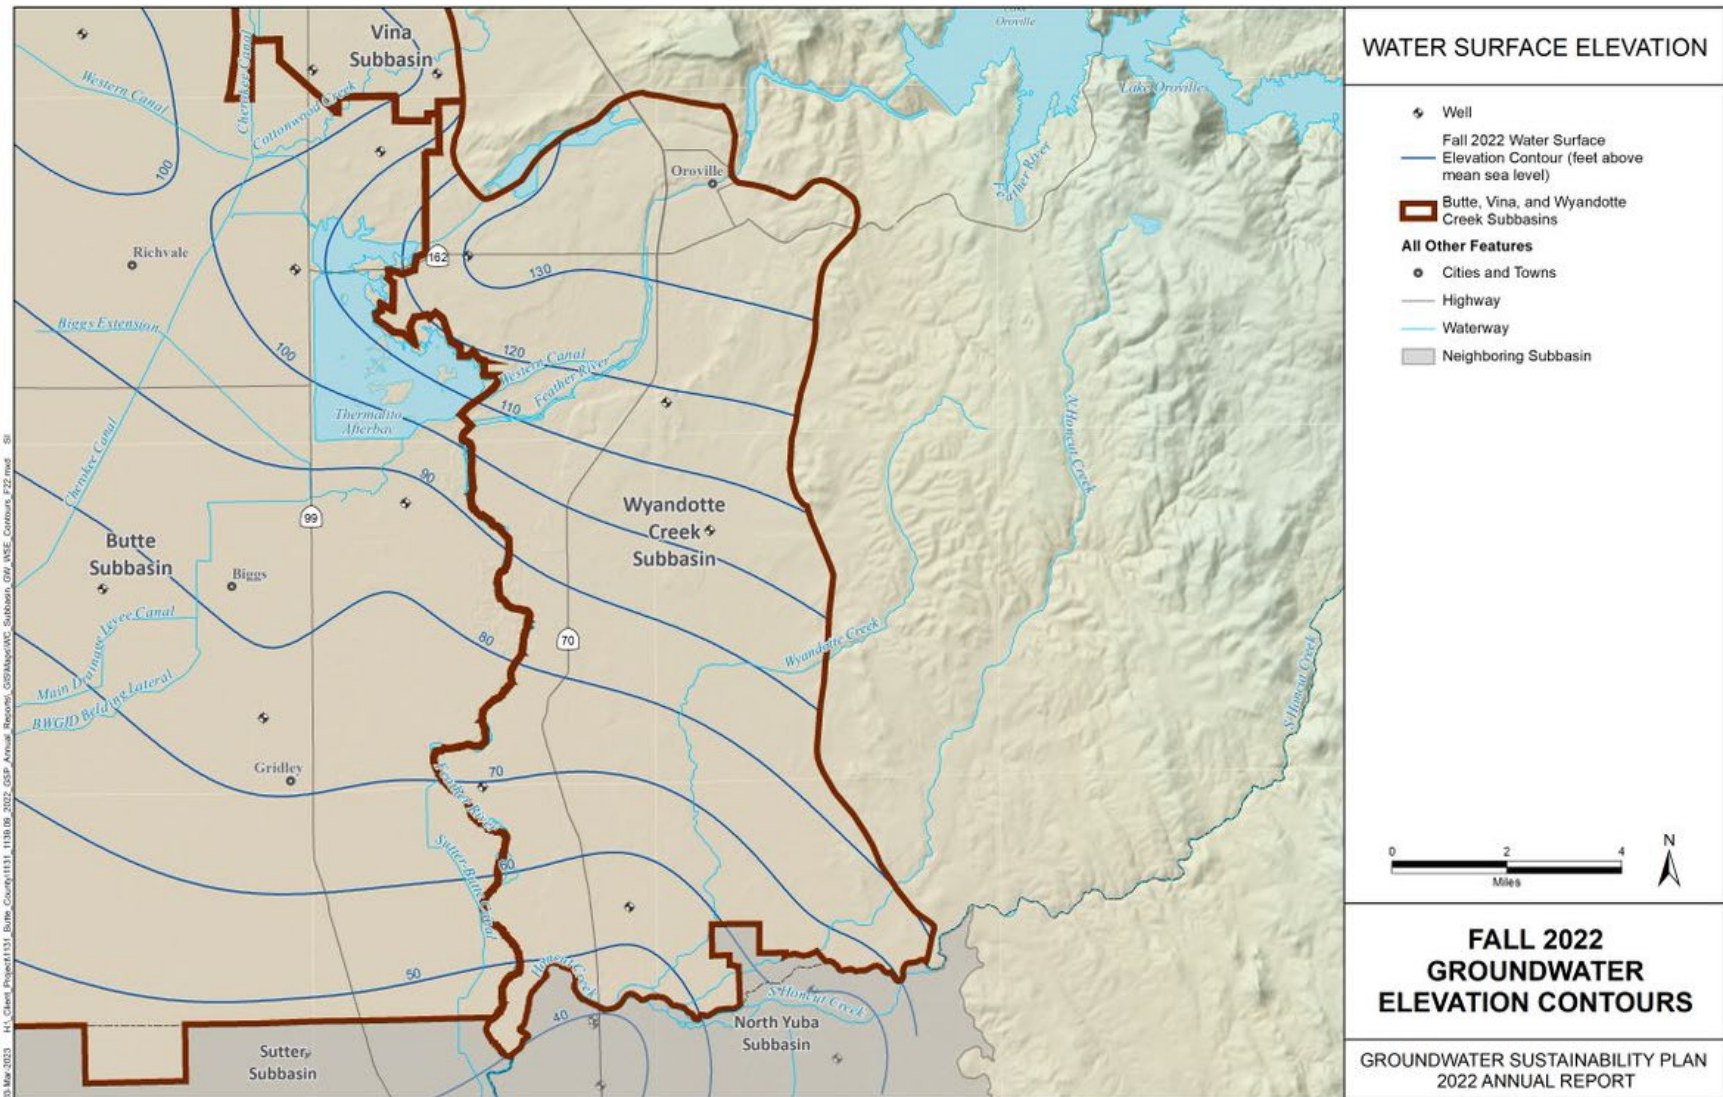 WATER SURFACE ELEVATION
Well
Fall 2022 Water Surface
Elevation Contour (feet above
mean sea level)
Butte, Vina, and Wyandotte
Creek Subbasins
All Other Features
Cities and Towns
Highway
Waterway
Neighboring Subbasin
0 2 4
Miles
N
FALL 2022
GROUNDWATER
ELEVATION CONTOURS
GROUNDWATER SUSTAINABILITY PLAN
2022 ANNUAL REPORT
Oroville
Vina
Subbasin
Western Canal
Cherokee Canal
Cottonwood Creek
Lake Oroville
100
Oroville
Feather River
Richvale
162
130
Biggs Extension
100
120
Western Canal
Feather River
110
Thermalito
Afterbay
N Honcut Creek
Cherokee Canal
90
99
Wyandotte
Creek
Subbasin
Butte
Subbasin
Biggs
Main Drainage Levee Canal
80
70
Wyandotte Creek
S Honcut Creek
BWGID Belding Lateral
Gridley
70
Feather River
Sutter-Butte Canal
60
50
Honcut Creek
S Honcut Creek
40
North Yuba
Subbasin
Sutter
Subbasin